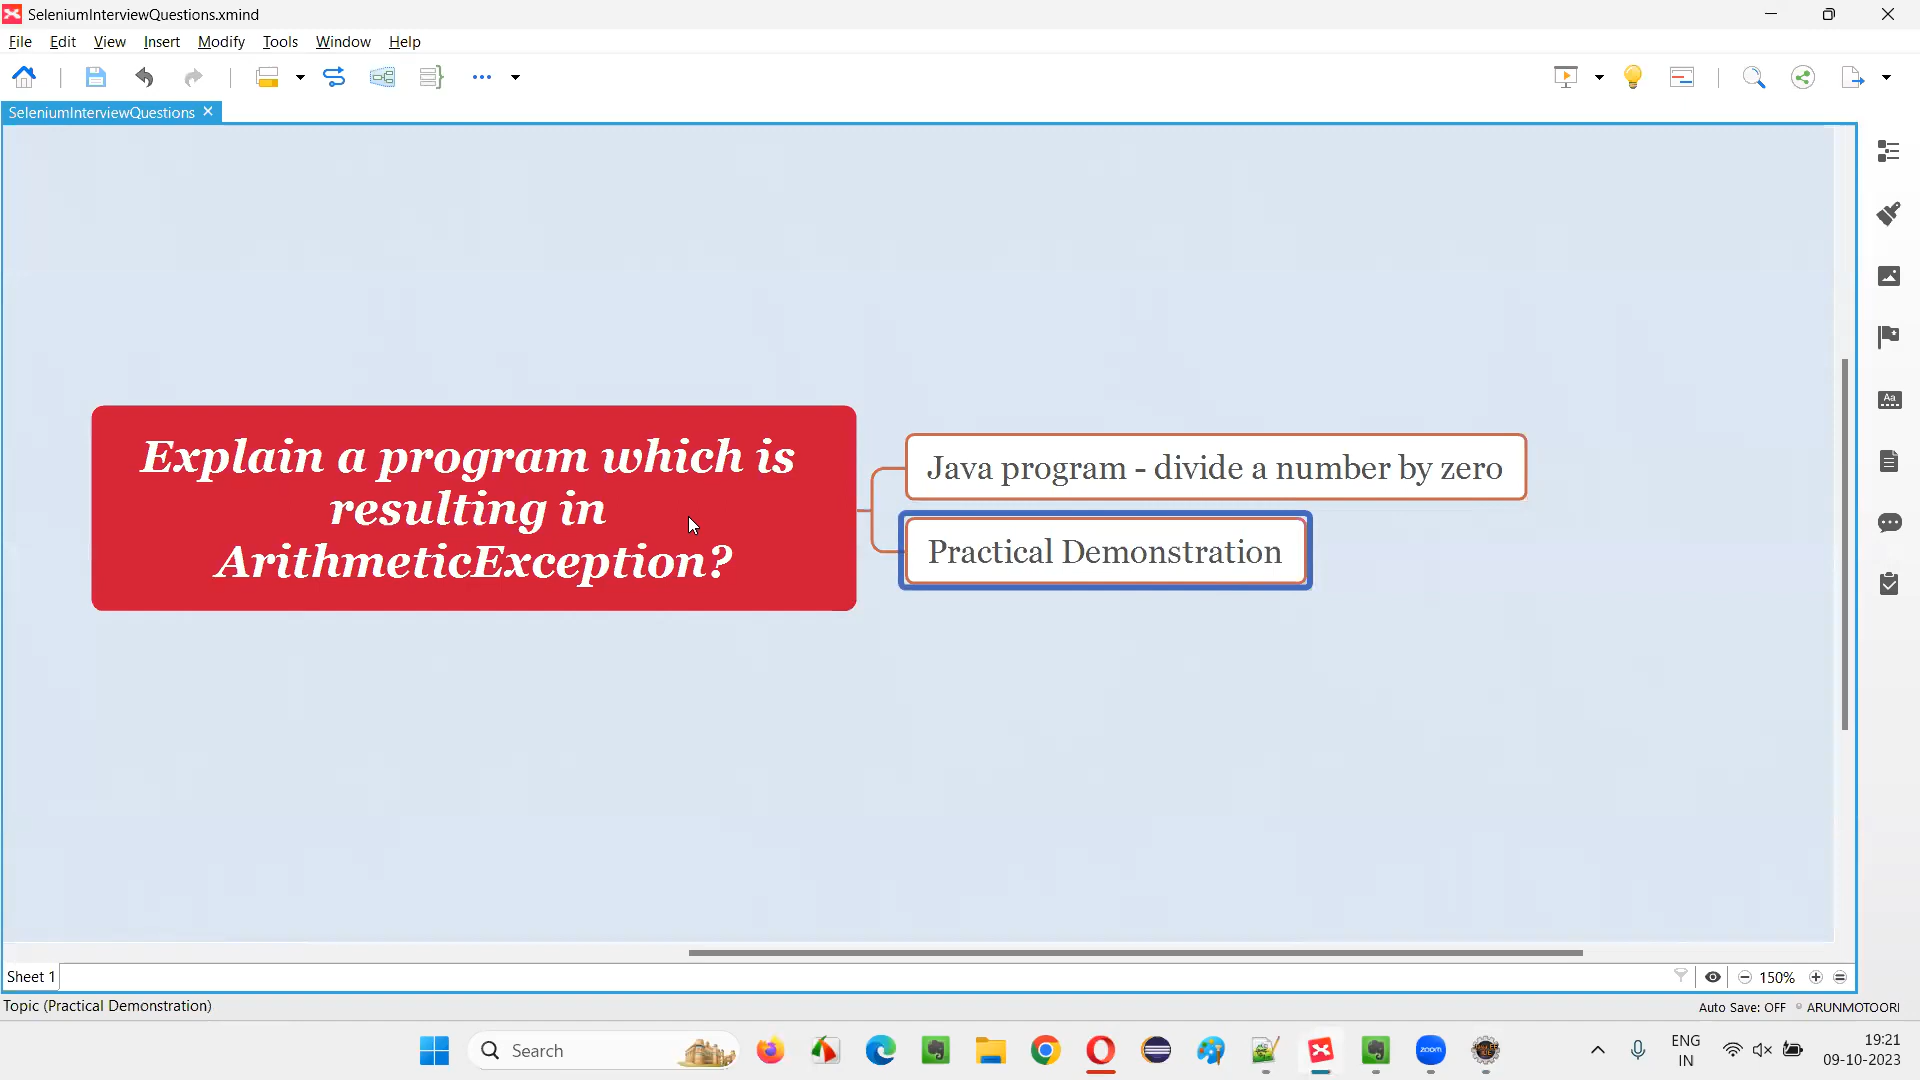 SeleniumInterviewQuestions.xmind
File Edit View Insert Modify Tools Window Help
SeleniumInterviewQuestions
Explain a program which is
resulting in
ArithmeticException?
Java program - divide a number by zero
Practical Demonstration
Aa
Sheet 1
150%
Topic (Practical Demonstration)
Auto Save: OFF ARUNMOTOORI
Search
zoom
ENG
IN
19:21
09-10-2023